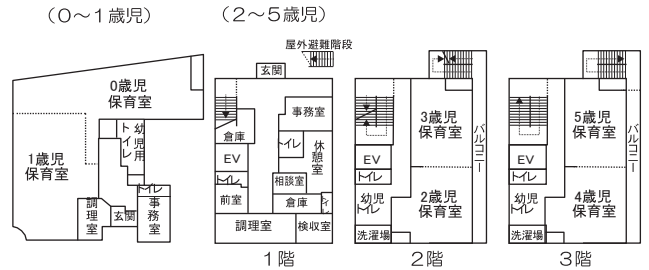 (0～1歳児)
0歳児
保育室
1歳児
保育室
幼児用
トイレ
調理室
玄関
トイレ
事務室
(2～5歳児)
屋外避難階段
玄関
事務室
倉庫
EV
トイレ
休憩室
トイレ
相談室
前室
倉庫
トイレ
調理室
検収室
1階
3歳児
保育室
バルコニー
EV
トイレ
幼児
トイレ
2歳児
保育室
洗濯場
2階
5歳児
保育室
バルコニー
EV
トイレ
幼児
トイレ
4歳児
保育室
洗濯場
3階